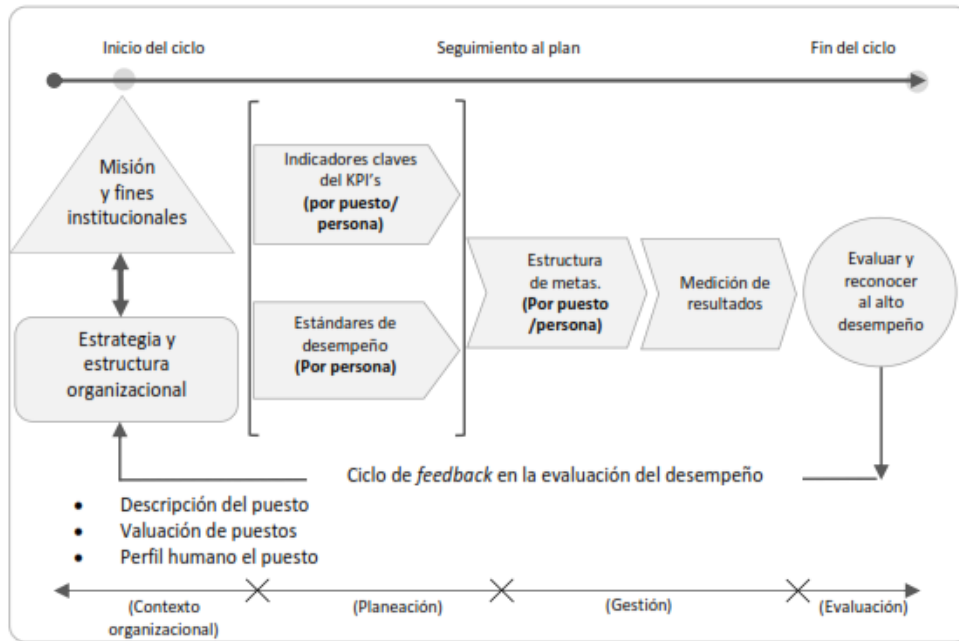 Inicio del ciclo
Seguimiento al plan
Fin del ciclo
Misión
y fines
institucionales
Estrategia y
estructura
organizacional
Indicadores claves
del KPI's
(por puesto/
persona)
Estándares de
desempeño
(Por persona)
Estructura
de metas.
(Por puesto
/persona)
Medición de
resultados
Evaluar y
reconocer
al alto
desempeño
Ciclo de feedback en la evaluación del desempeño
• Descripción del puesto
• Valuación de puestos
• Perfil humano el puesto
(Contexto
organizacional)
(Planeación)
(Gestión)
(Evaluación)